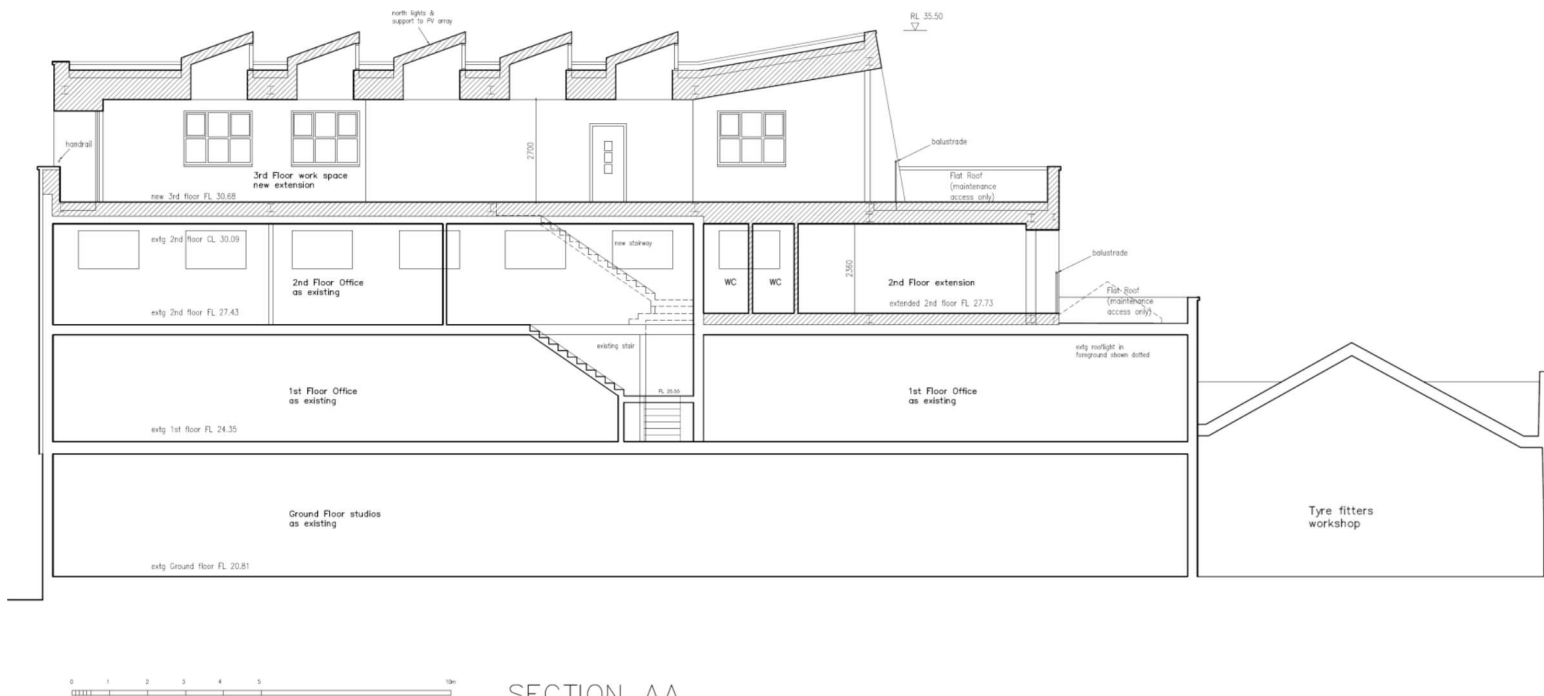 north lights &
support to PV array
RL 35.50
handrail
3rd Floor work space
new extension
new 3rd floor FL 30.68
2700
balustrade
Flat Roof
(maintenance
access only)
extg 2nd floor CL 30.09
new stairway
2nd Floor Office
as existing
extg 2nd floor FL 27.43
WC
WC
2360
2nd Floor extension
extended 2nd floor FL 27.73
balustrade
Flat Roof
(maintenance
access only)
existing stair
extg rooflight in
foreground shown dotted
1st Floor Office
as existing
extg 1st floor FL 24.35
1st Floor Office
as existing
Ground Floor studios
as existing
extg Ground floor FL 20.81
Tyre fitters
workshop
0 1 2 3 4 5 10m
SECTION AA